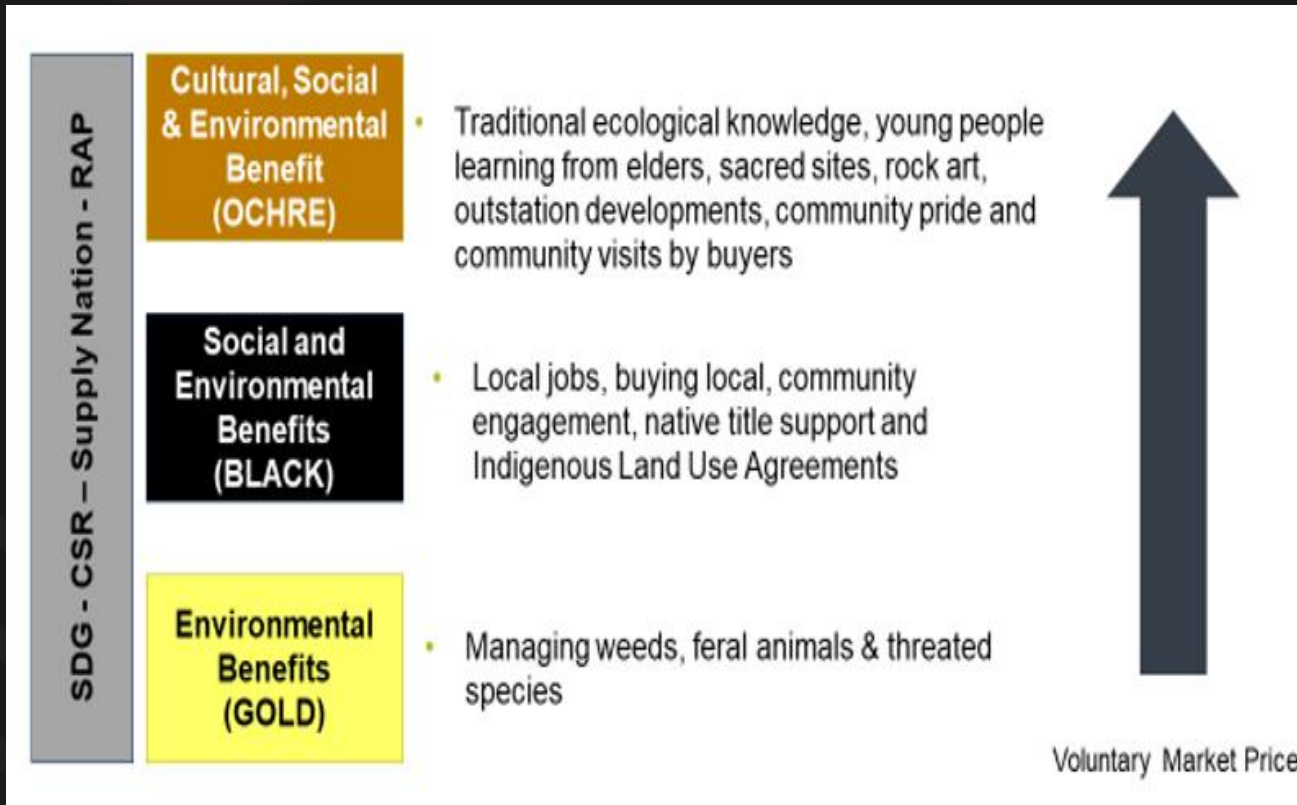 SDG - CSR – Supply Nation - RAP
Cultural, Social
& Environmental
Benefit
(OCHRE)
• Traditional ecological knowledge, young people
learning from elders, sacred sites, rock art,
outstation developments, community pride and
community visits by buyers
Social and
Environmental
Benefits
(BLACK)
• Local jobs, buying local, community
engagement, native title support and
Indigenous Land Use Agreements
Environmental
Benefits
(GOLD)
• Managing weeds, feral animals & threated
species
Voluntary Market Price